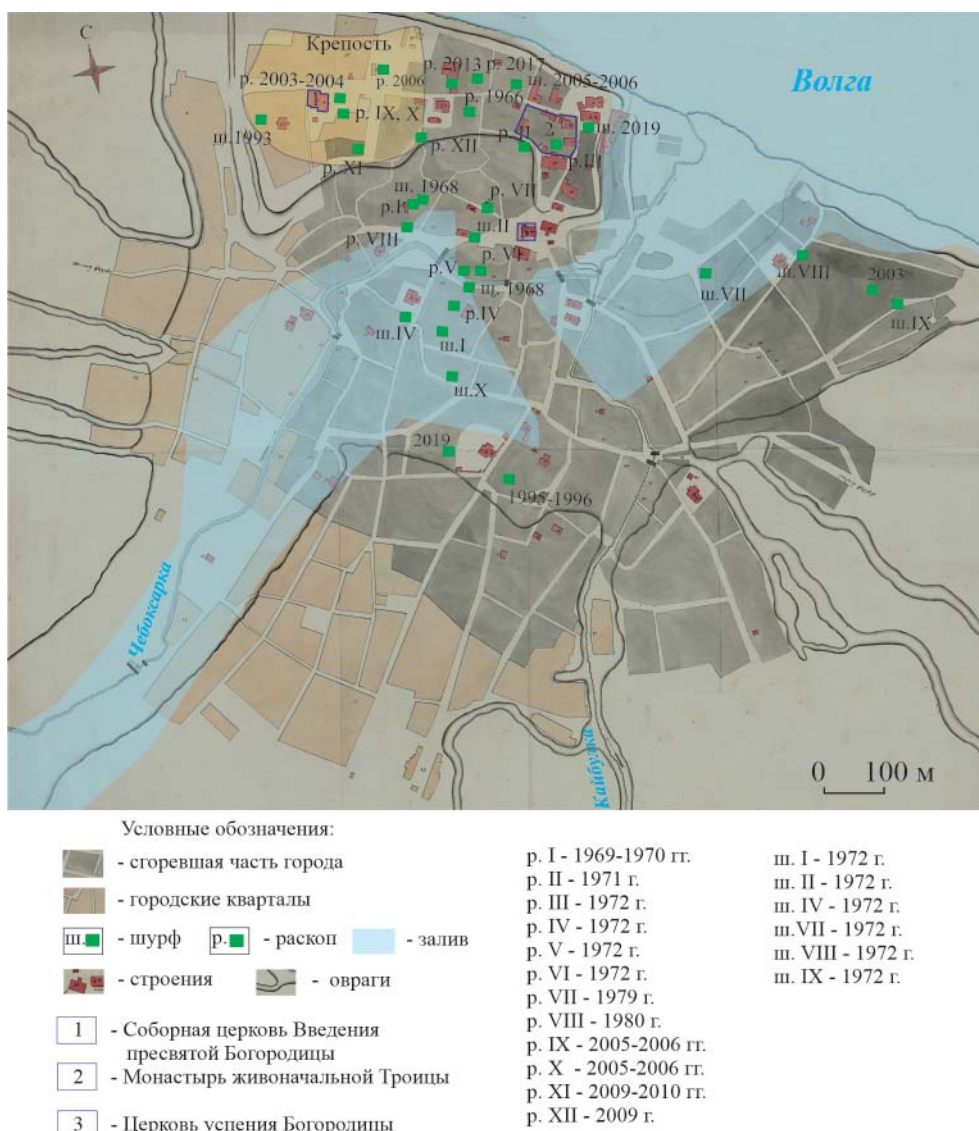 С
Крепость
Волга
р. 2013
р. 2017
р. 2006
ш. 2005-2006
р. 2003-2004
р. 1966
р. IX, X
2
ш.1993
р. II
ш. 2019
р. XII
р.III
р. XI
ш. 1968
р. VII
р.I
ш.II
3
р. VIII
р. VI
р.V
ш.VIII
2003
ш. 1968
ш.VII
ш.IX
р.IV
ш.IV
ш.I
ш.X
2019
1995-1996
Чебоксарка
Кайбулка
0 100 м
Условные обозначения:
- сгоревшая часть города
- городские кварталы
ш. - шурф р. - раскоп - залив
- строения - овраги
1 - Соборная церковь Введения
пресвятой Богородицы
2 - Монастырь живоначальной Троицы
3 - Церковь успения Богородицы
р. I - 1969-1970 гг.
р. II - 1971 г.
р. III - 1972 г.
р. IV - 1972 г.
р. V - 1972 г.
р. VI - 1972 г.
р. VII - 1979 г.
р. VIII - 1980 г.
р. IX - 2005-2006 гг.
р. X - 2005-2006 гг.
р. XI - 2009-2010 гг.
р. XII - 2009 г.
ш. I - 1972 г.
ш. II - 1972 г.
ш. IV - 1972 г.
ш.VII - 1972 г.
ш. VIII - 1972 г.
ш. IX - 1972 г.